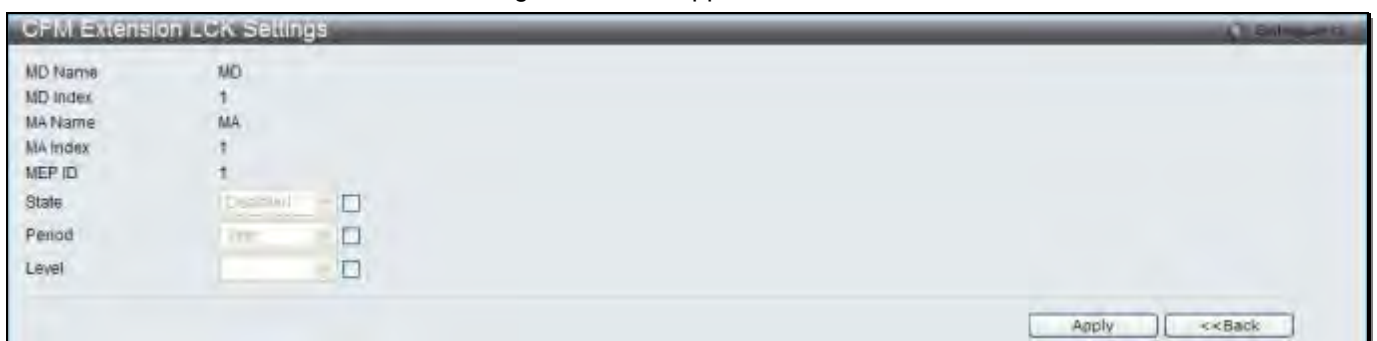 CFM Extension LCK Settings
MD Name MD
MD Index 1
MA Name MA
MA Index 1
MEP ID 1
State Disabled
Period
Level
Apply <<Back